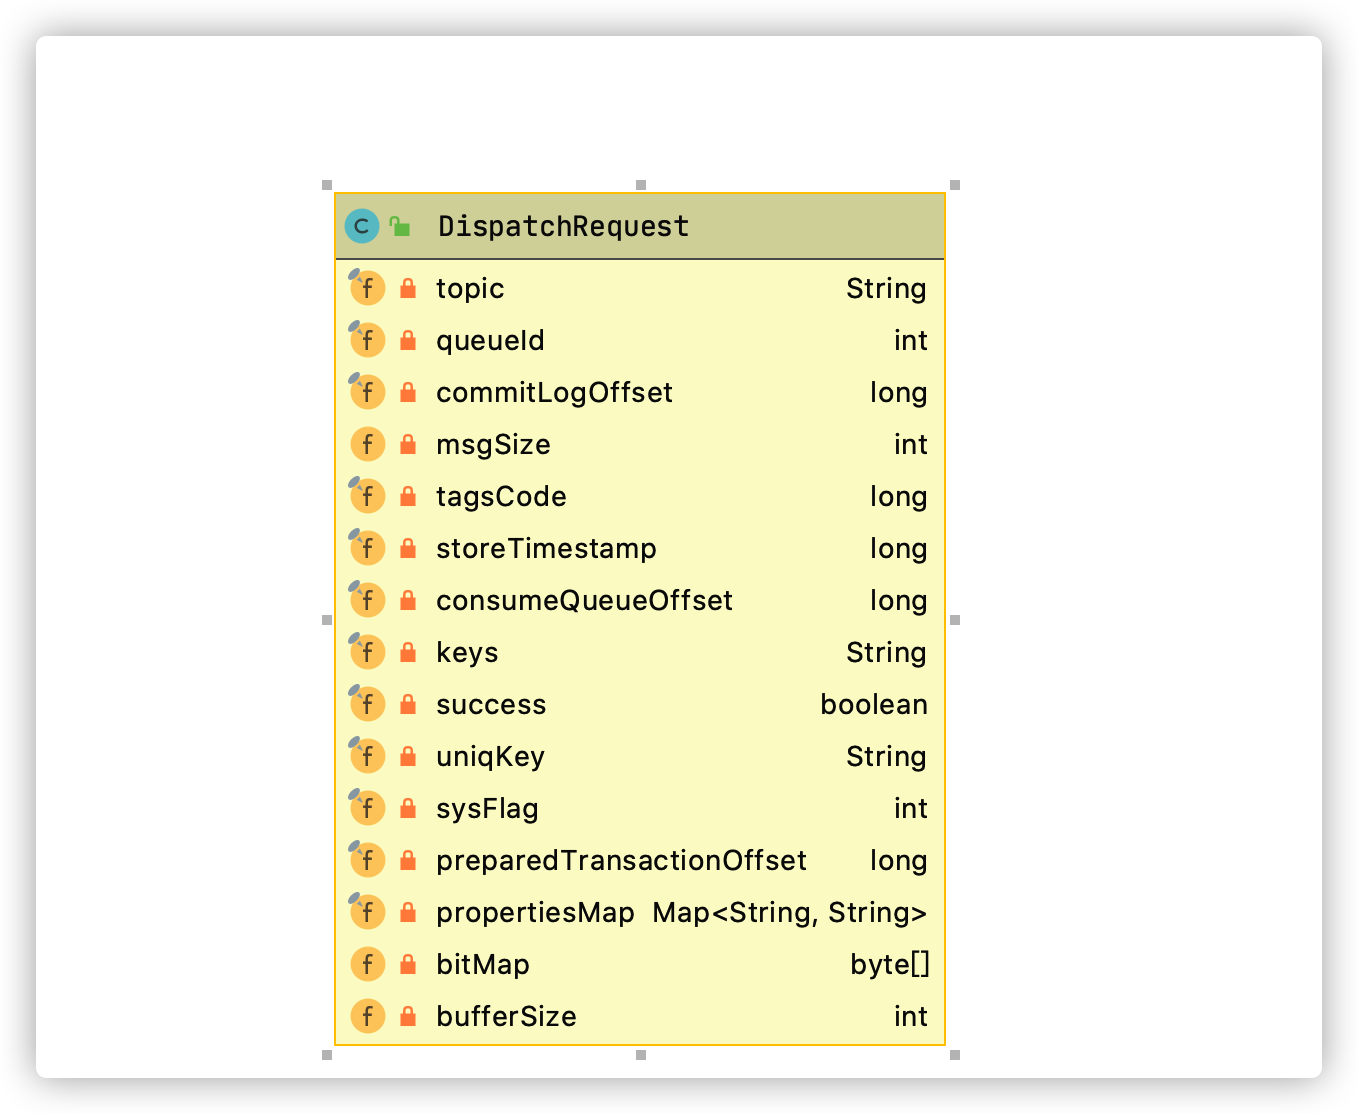 C DispatchRequest
f topic String
f queueId int
f commitLogOffset long
f msgSize int
f tagsCode long
f storeTimestamp long
f consumeQueueOffset long
f keys String
f success boolean
f uniqKey String
f sysFlag int
f preparedTransactionOffset long
f propertiesMap Map<String, String>
f bitMap byte[]
f bufferSize int